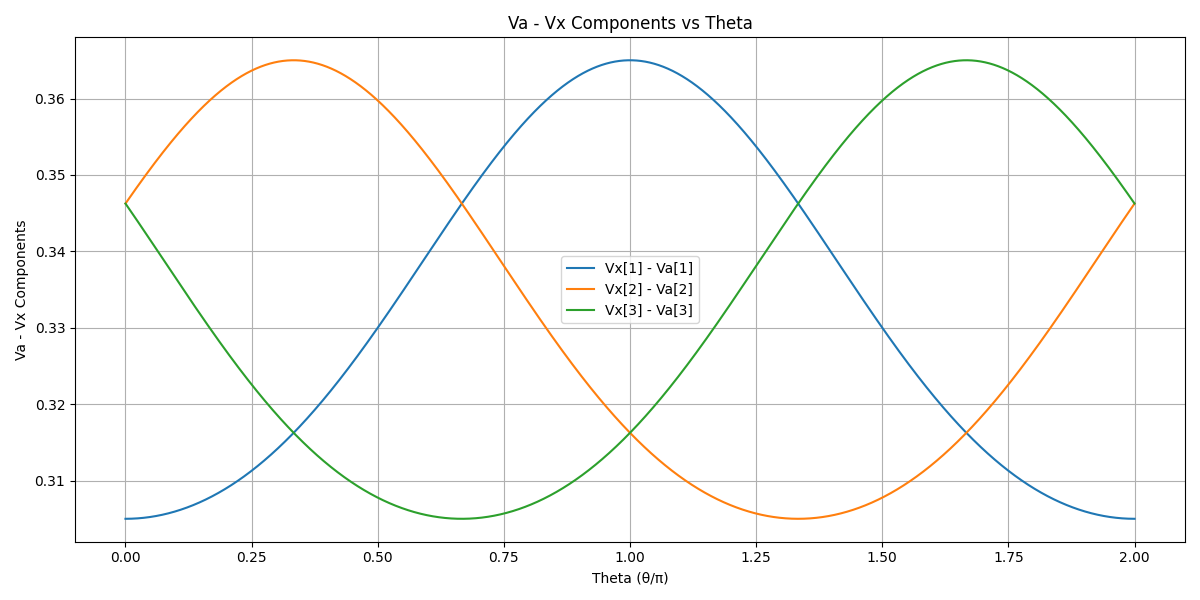 Va - Vx Components vs Theta
Va - Vx Components
0.36
0.35
0.34
0.33
0.32
0.31
Vx[1] - Va[1]
Vx[2] - Va[2]
Vx[3] - Va[3]
0.00 0.25 0.50 0.75 1.00 1.25 1.50 1.75 2.00
Theta (θ/π)